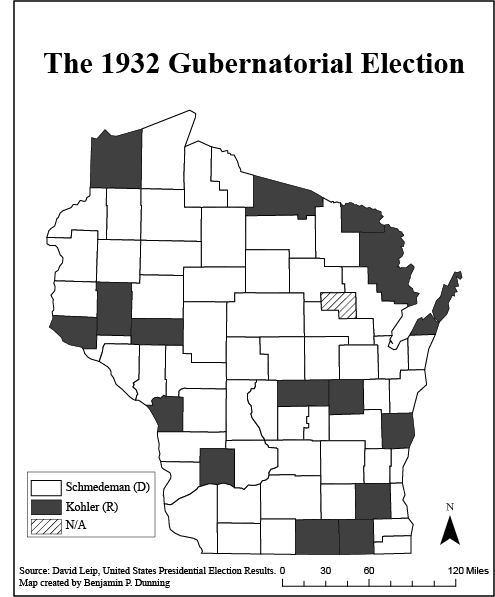 The 1932 Gubernatorial Election
Schmedeman (D)
Kohler (R)
N/A
N
Source: David Leip, United States Presidential Election Results.
Map created by Benjamin P. Dunning
0 30 60 120 Miles